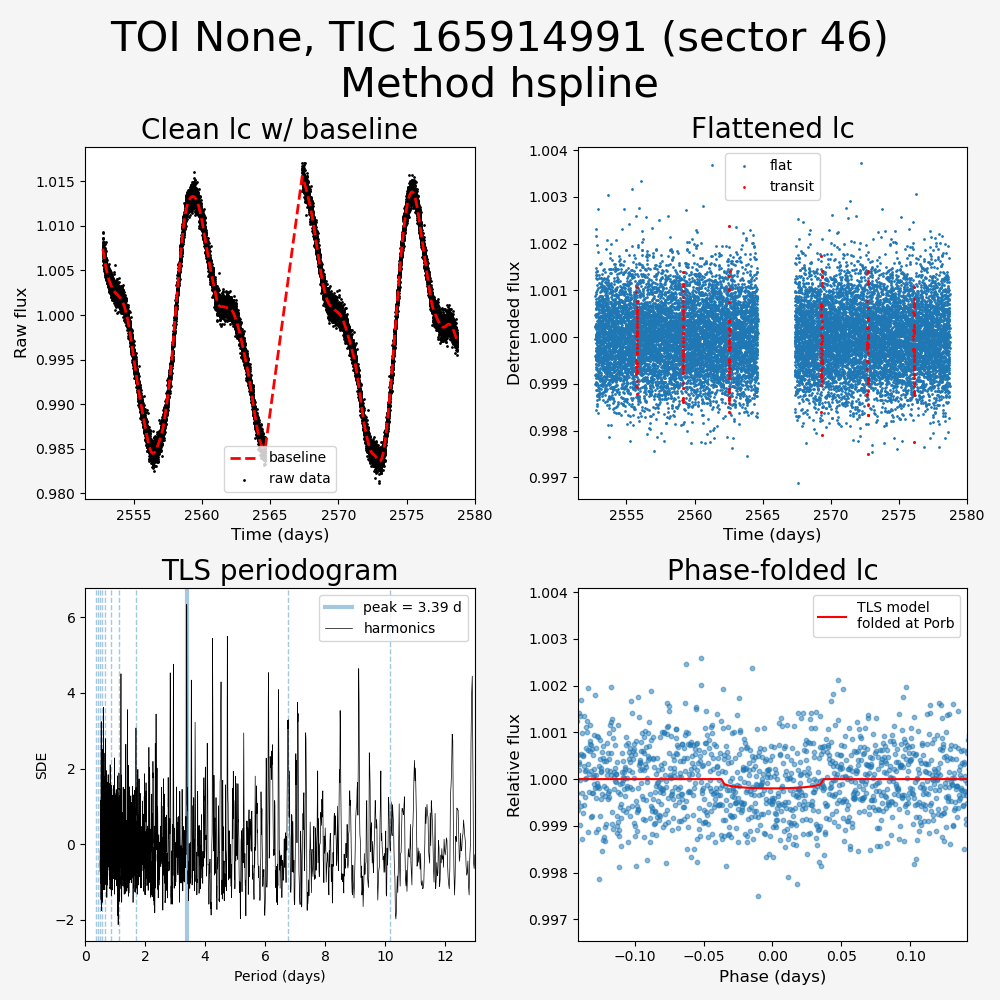 TOI None, TIC 165914991 (sector 46)
Method hspline
Clean lc w/ baseline
Raw flux
1.015
1.010
1.005
1.000
0.995
0.990
0.985
0.980
baseline
raw data
2555 2560 2565 2570 2575 2580
Time (days)
Flattened lc
Detrended flux
1.004
1.003
1.002
1.001
1.000
0.999
0.998
0.997
flat
transit
2555 2560 2565 2570 2575 2580
Time (days)
TLS periodogram
SDE
6
4
2
0
−2
peak = 3.39 d
harmonics
0 2 4 6 8 10 12
Period (days)
Phase-folded lc
Relative flux
1.004
1.003
1.002
1.001
1.000
0.999
0.998
0.997
TLS model
folded at Porb
−0.10 −0.05 0.00 0.05 0.10
Phase (days)